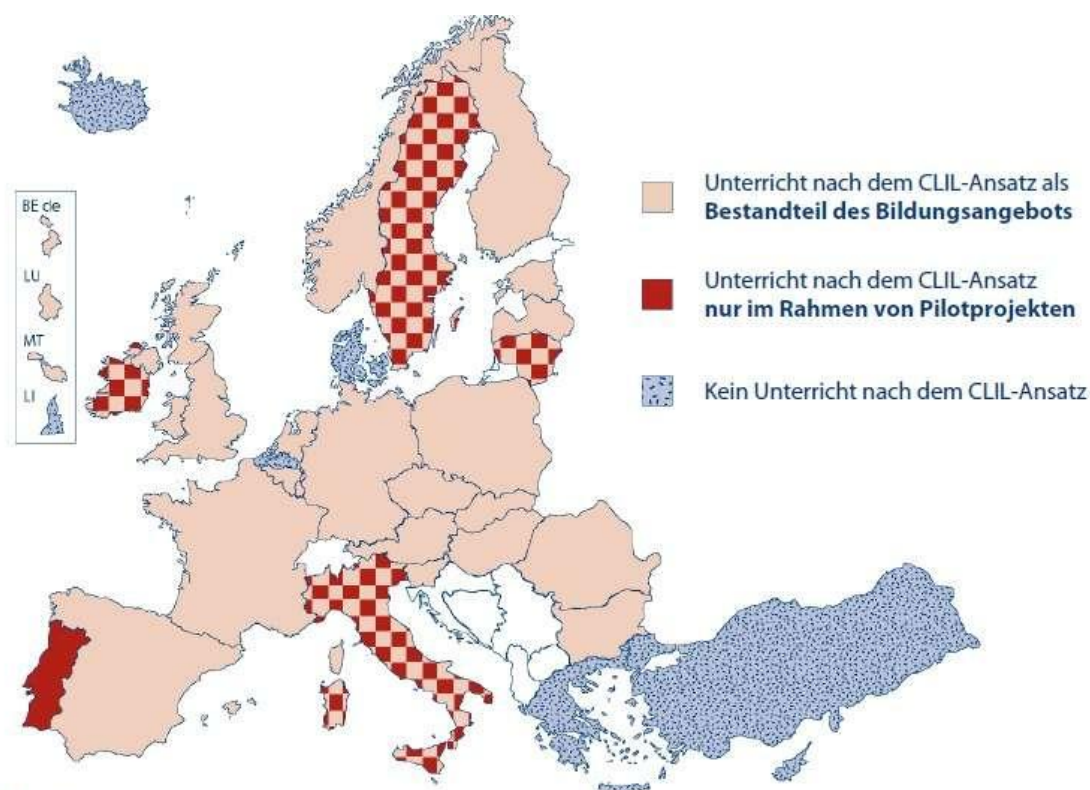 BE de
LU
MT
LI
Unterricht nach dem CLIL-Ansatz als
Bestandteil des Bildungsangebots
Unterricht nach dem CLIL-Ansatz
nur im Rahmen von Pilotprojekten
Kein Unterricht nach dem CLIL-Ansatz